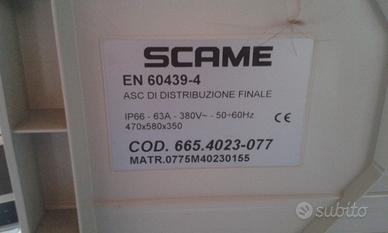 SCAME
EN 60439-4
ASC DI DISTRIBUZIONE FINALE
IP66 - 63A - 380V~ - 50÷60Hz
470x580x350
CE
COD. 665.4023-077
MATR.0775M40230155
subito